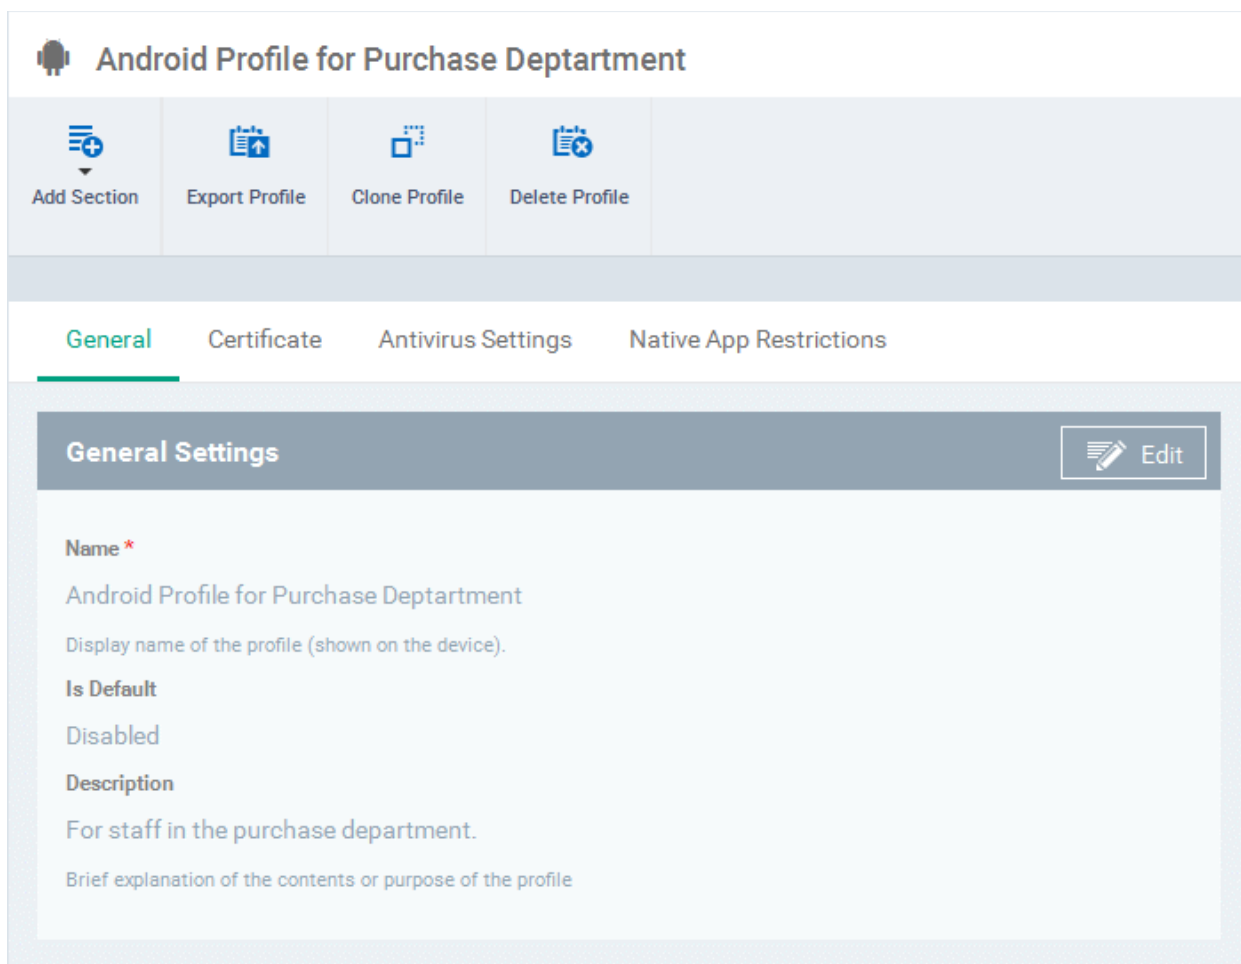 Android Profile for Purchase Deptartment
Add Section
Export Profile
Clone Profile
Delete Profile
General
Certificate
Antivirus Settings
Native App Restrictions
General Settings
Edit
Name *
Android Profile for Purchase Deptartment
Display name of the profile (shown on the device).
Is Default
Disabled
Description
For staff in the purchase department.
Brief explanation of the contents or purpose of the profile